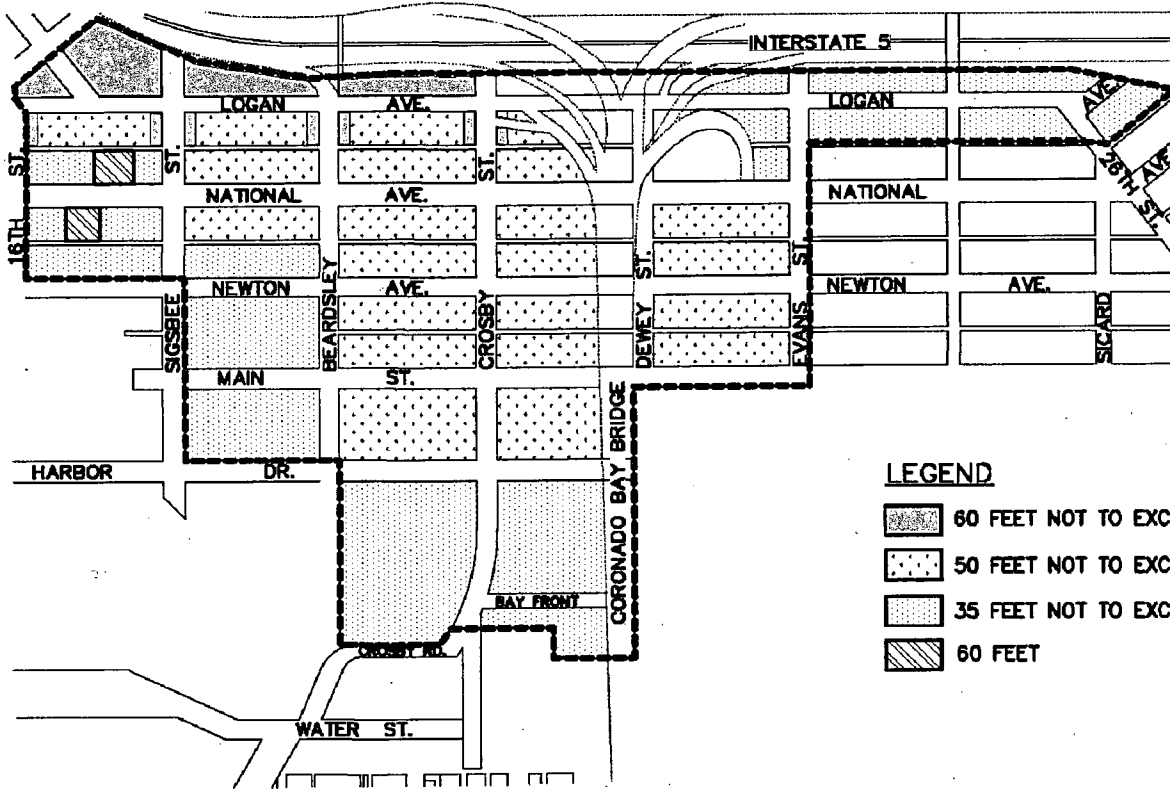 INTERSTATE 5
LOGAN AVE.
LOGAN
AVE.
16TH ST.
ST.
ST.
26TH ST.
AVE
NATIONAL AVE.
NATIONAL
NEWTON AVE.
NEWTON AVE.
SIGSBEE
BEARDSLEY
CROSBY
DEWEY ST.
EVANS ST.
SICARD
MAIN ST.
HARBOR DR.
CORONADO BAY BRIDGE
BAY FRONT
CROSBY RD.
WATER ST.
LEGEND
60 FEET NOT TO EXC
50 FEET NOT TO EXC
35 FEET NOT TO EXC
60 FEET